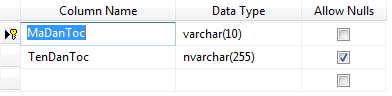 Column Name Data Type Allow Nulls
MaDanToc varchar(10)
TenDanToc nvarchar(255)